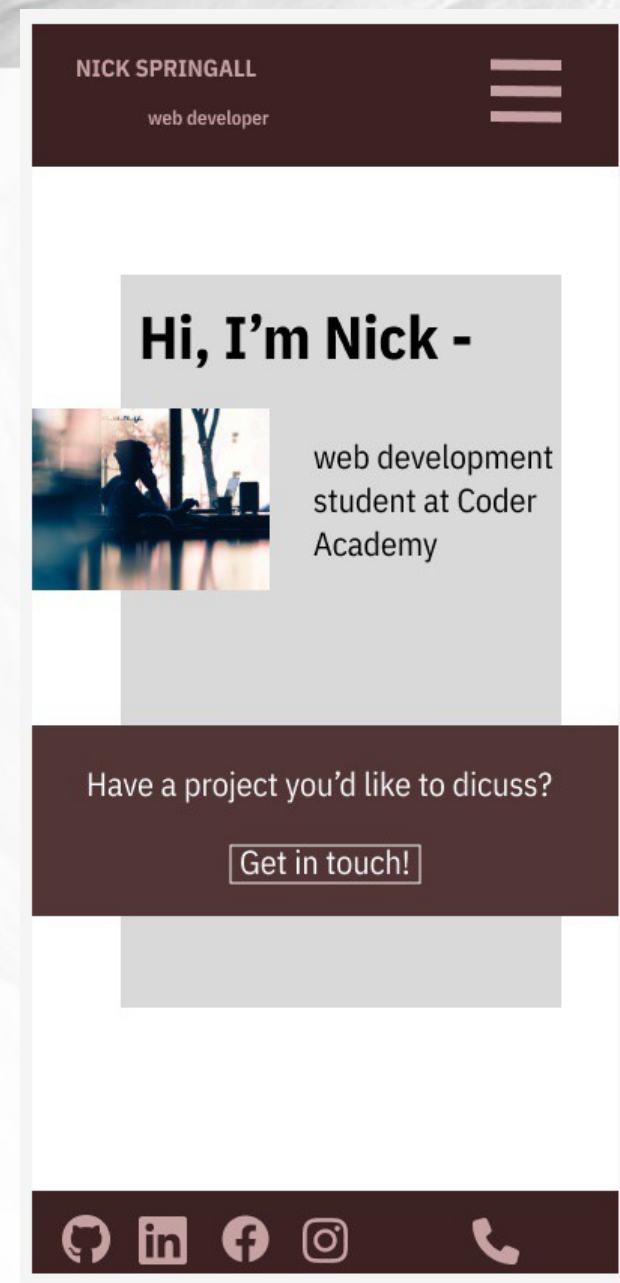 NICK SPRINGALL
web developer
Hi, I'm Nick -
web development
student at Coder
Academy
Have a project you'd like to dicuss?
Get in touch!
in